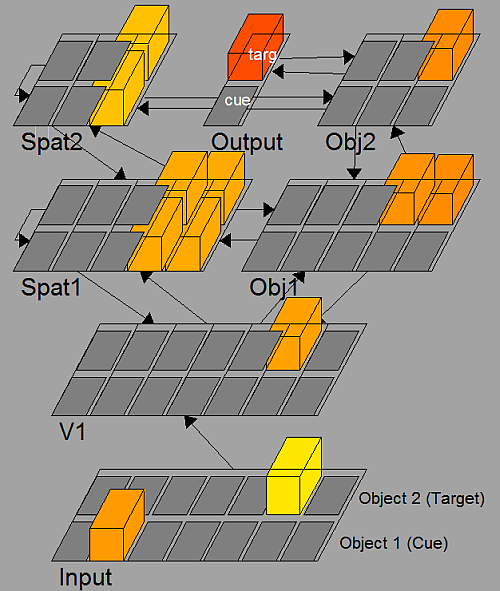 targ
cue
Spat2
Output
Obj2
Spat1
Obj1
V1
Object 2 (Target)
Object 1 (Cue)
Input